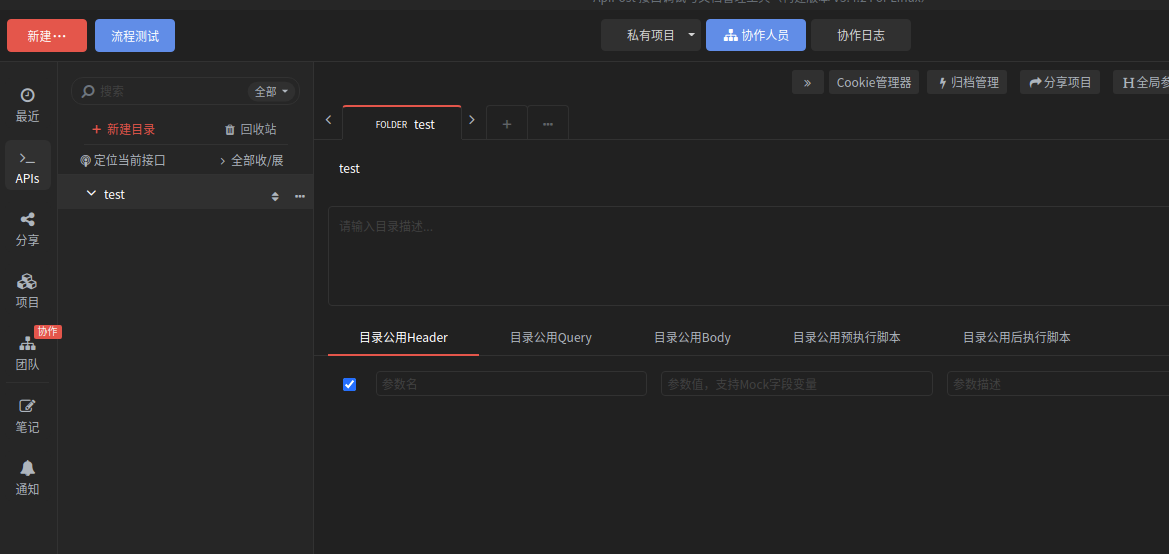 新建···
流程测试
私有项目
协作人员
协作日志
最近
APIs
分享
项目
协作
团队
笔记
通知
搜索
全部
+ 新建目录
回收站
定位当前接口
全部收/展
test
Cookie管理器
归档管理
分享项目
H全局参
FOLDER test
test
请输入目录描述...
目录公用Header
目录公用Query
目录公用Body
目录公用预执行脚本
目录公用后执行脚本
参数名
参数值，支持Mock字段变量
参数描述